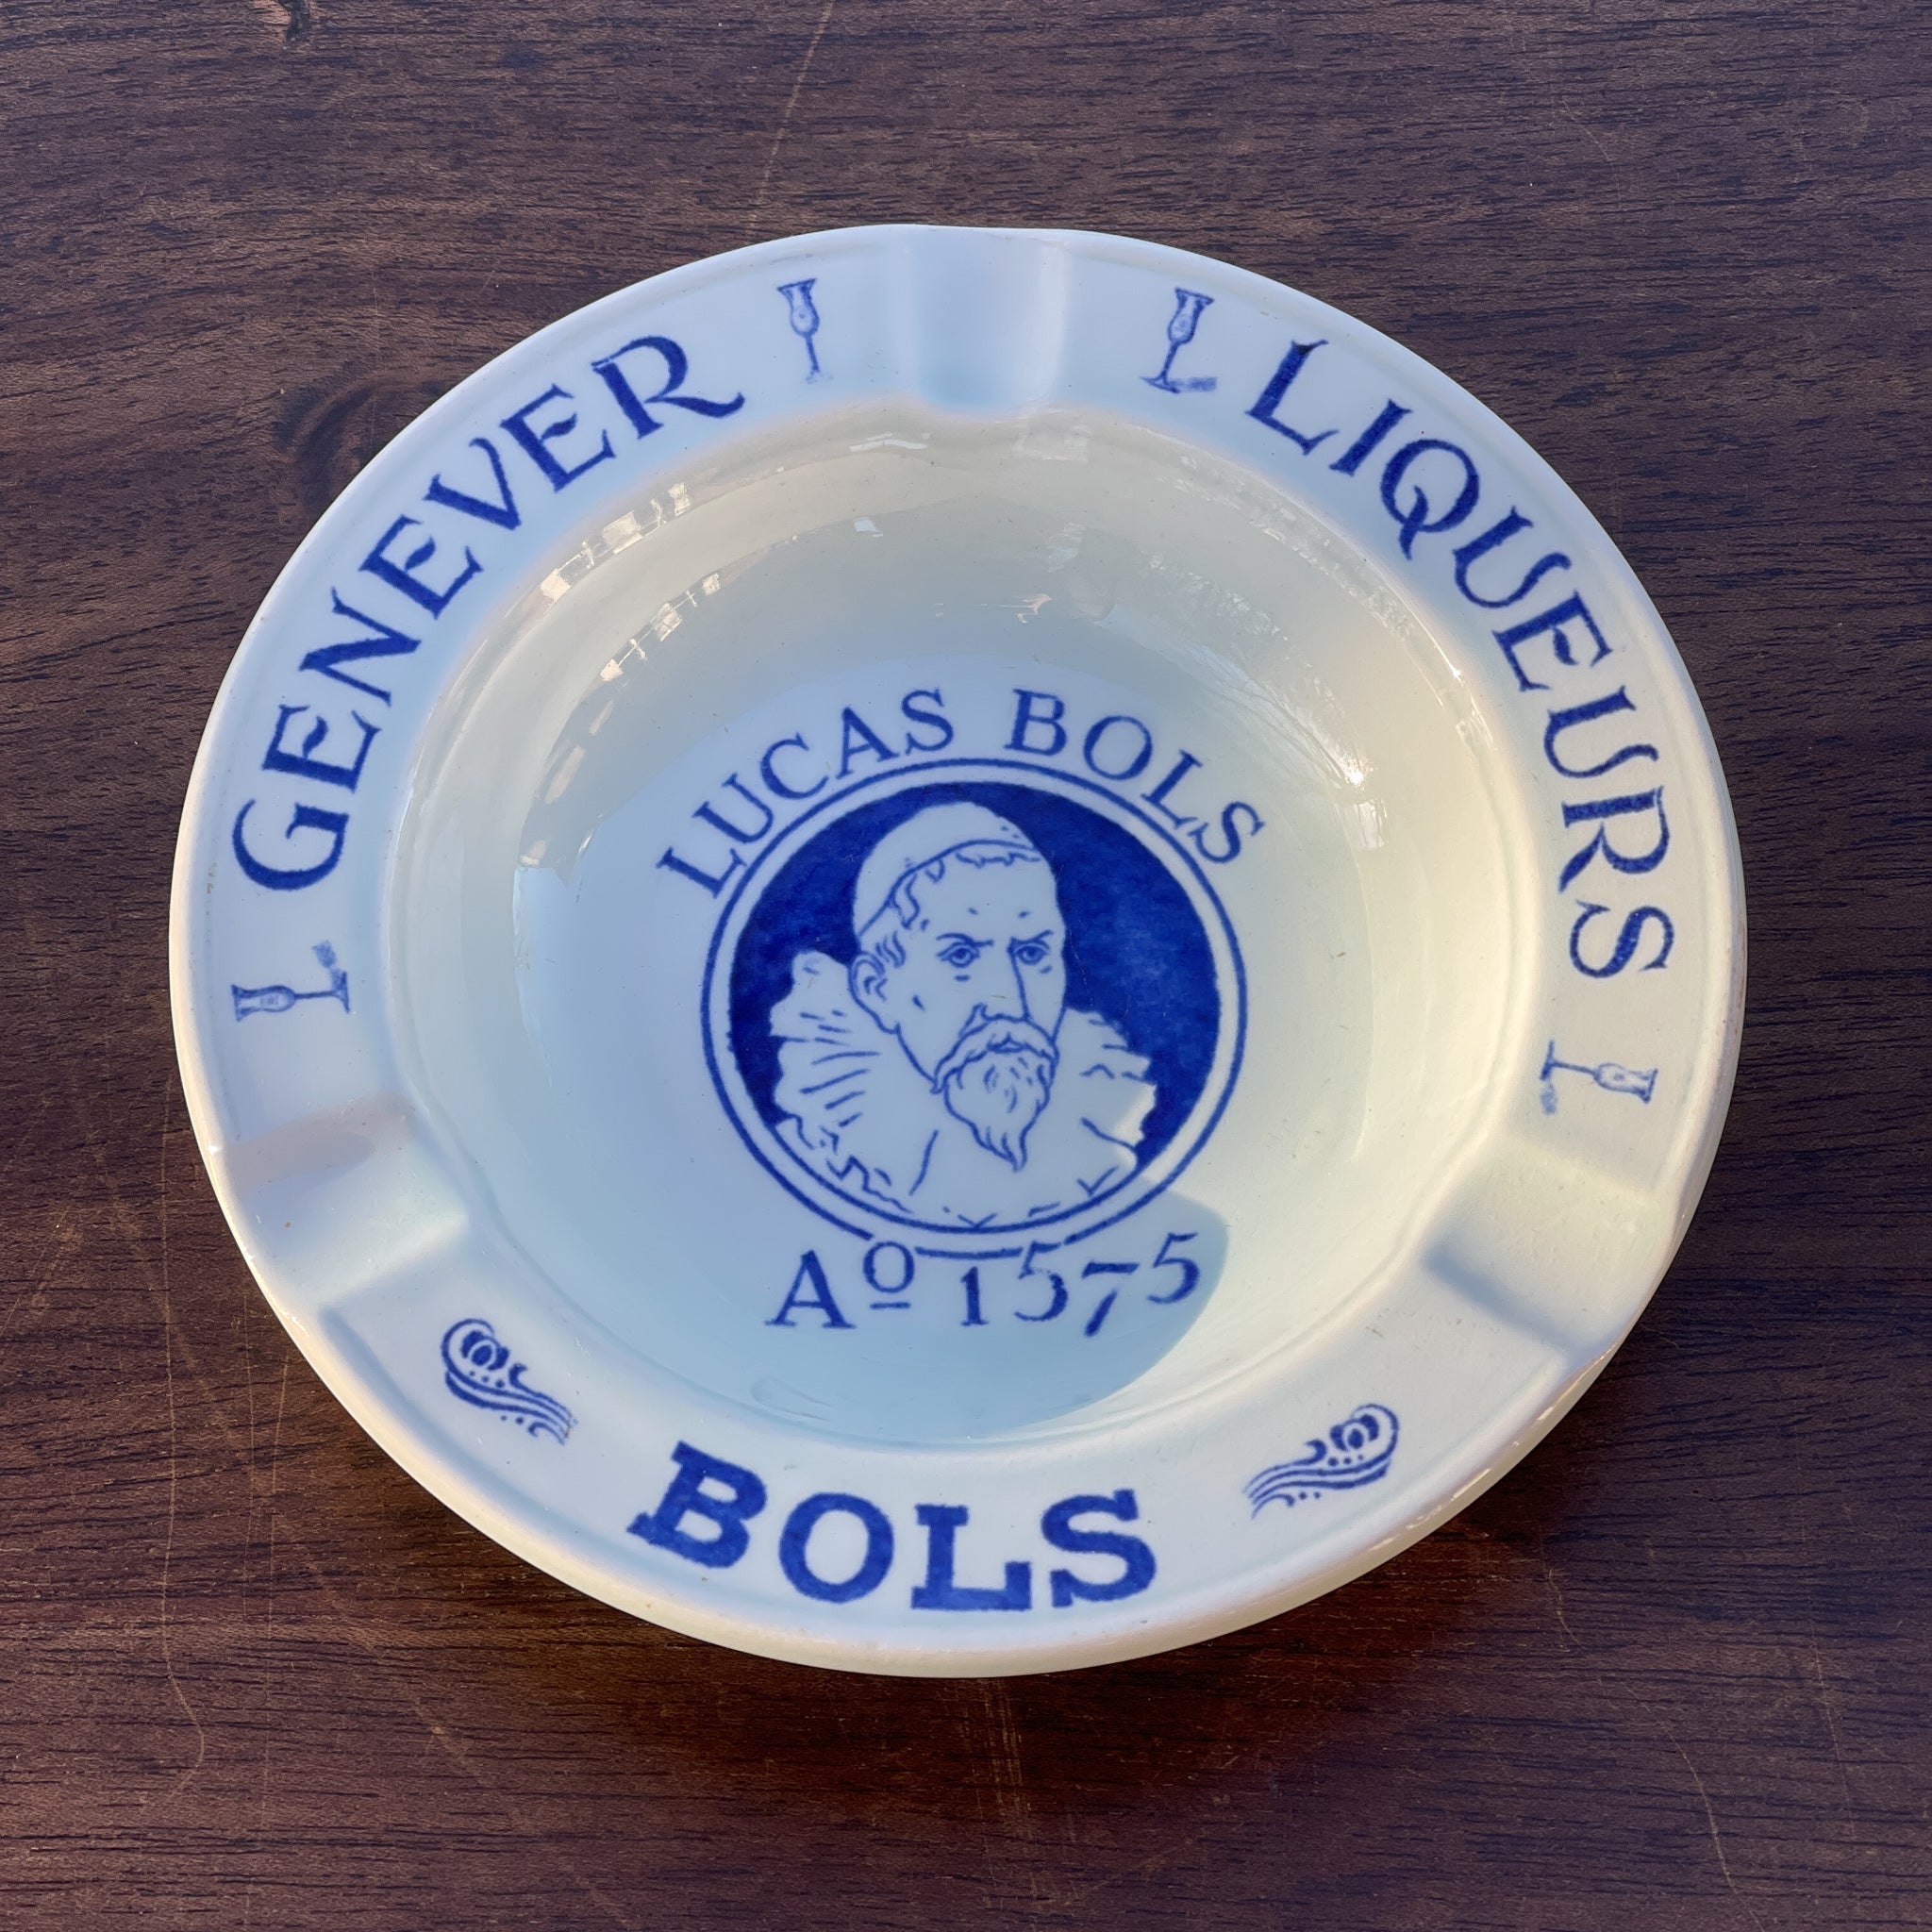 GENEVER
LIQUEURS
LUCAS BOLS
Aº 1575
BOLS